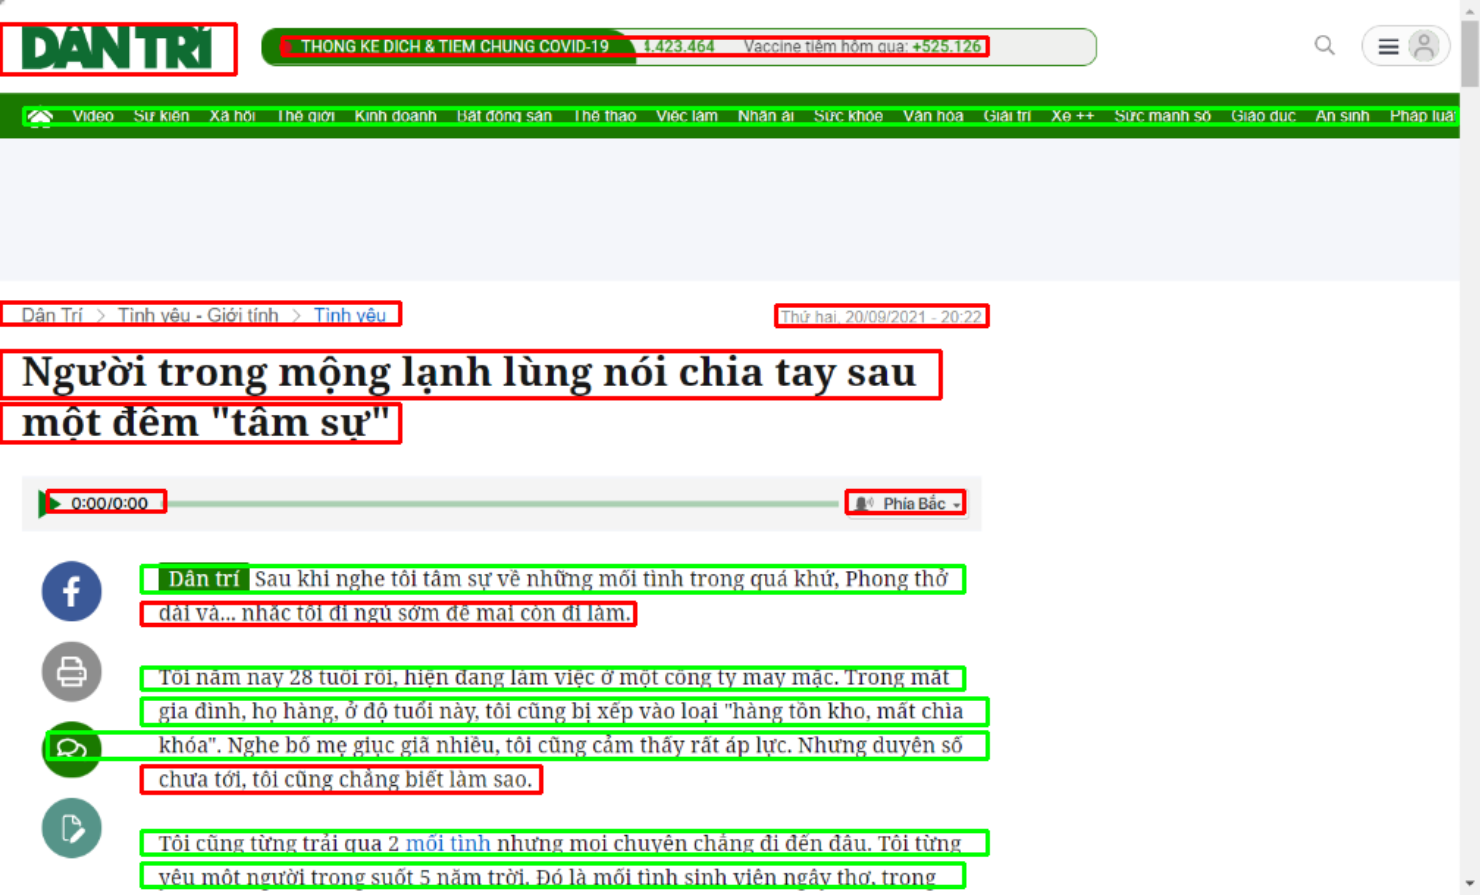 DÂN TRÍ
THỐNG KÊ DỊCH & TIÊM CHỦNG COVID-19 .423.464 Vaccine tiêm hôm qua: +525.126
Video Sự kiện Xã hội Thế giới Kinh doanh Bất động sản Thể thao Việc làm Nhân ái Sức khỏe Văn hóa Giải trí Xe ++ Sức mạnh số Giáo dục An sinh Pháp luật
Dân Trí > Tình yêu - Giới tính > Tình yêu
Thứ hai, 20/09/2021 - 20:22
Người trong mộng lạnh lùng nói chia tay sau
một đêm "tâm sự"
0:00/0:00 Phía Bắc
Dân trí Sau khi nghe tôi tâm sự về những mối tình trong quá khứ, Phong thở
dài và... nhắc tôi đi ngủ sớm để mai còn đi làm.
Tôi năm nay 28 tuổi rồi, hiện đang làm việc ở một công ty may mặc. Trong mắt
gia đình, họ hàng, ở độ tuổi này, tôi cũng bị xếp vào loại "hàng tồn kho, mất chìa
khóa". Nghe bố mẹ giục giã nhiều, tôi cũng cảm thấy rất áp lực. Nhưng duyên số
chưa tới, tôi cũng chẳng biết làm sao.
Tôi cũng từng trải qua 2 mối tình nhưng mọi chuyện chẳng đi đến đâu. Tôi từng
yêu một người trong suốt 5 năm trời. Đó là mối tình sinh viên ngây thơ, trong